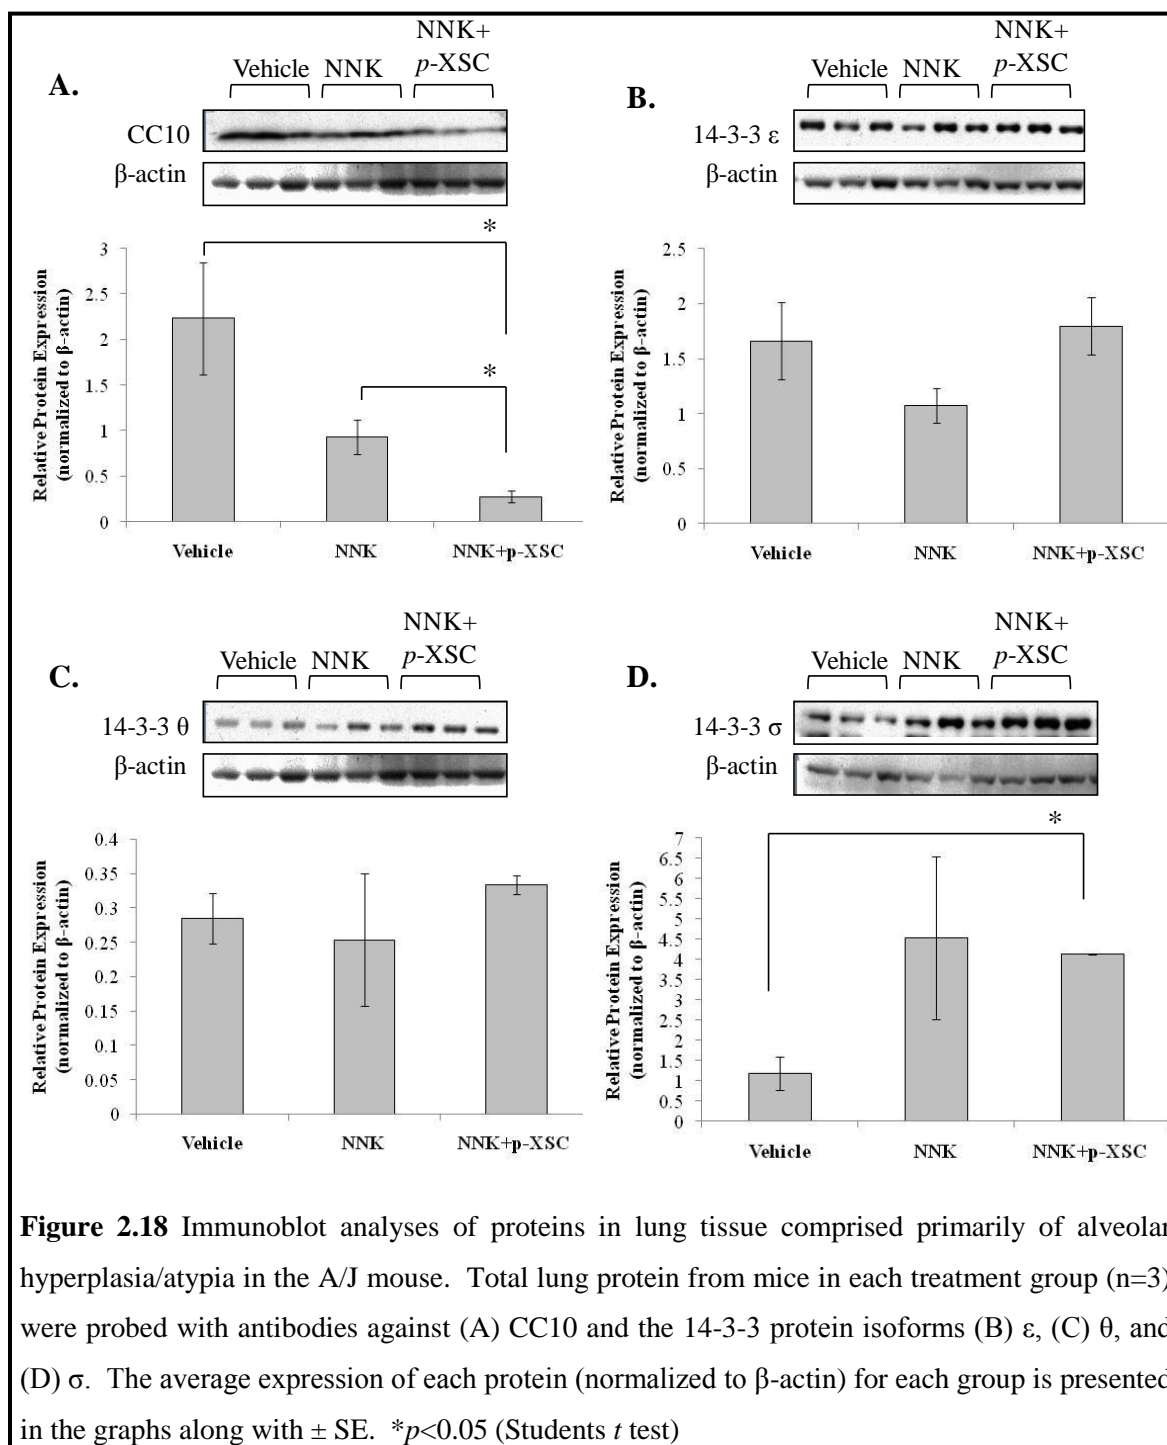 A.
Vehicle NNK NNK+
p-XSC
CC10
β-actin
*
*
Relative Protein Expression
(normalized to β-actin)
3
2.5
2
1.5
1
0.5
0
Vehicle NNK NNK+p-XSC
B.
Vehicle NNK NNK+
p-XSC
14-3-3 ε
β-actin
Relative Protein Expression
(normalized to β-actin)
2.5
2
1.5
1
0.5
0
Vehicle NNK NNK+p-XSC
C.
Vehicle NNK NNK+
p-XSC
14-3-3 θ
β-actin
Relative Protein Expression
(normalized to β-actin)
0.4
0.35
0.3
0.25
0.2
0.15
0.1
0.05
0
Vehicle NNK NNK+p-XSC
D.
Vehicle NNK NNK+
p-XSC
14-3-3 σ
β-actin
*
Relative Protein Expression
(normalized to β-actin)
7
6.5
6
5.5
5
4.5
4
3.5
3
2.5
2
1.5
1
0.5
0
Vehicle NNK NNK+p-XSC
Figure 2.18 Immunoblot analyses of proteins in lung tissue comprised primarily of alveolar
hyperplasia/atypia in the A/J mouse. Total lung protein from mice in each treatment group (n=3)
were probed with antibodies against (A) CC10 and the 14-3-3 protein isoforms (B) ε, (C) θ, and
(D) σ. The average expression of each protein (normalized to β-actin) for each group is presented
in the graphs along with ± SE. *p<0.05 (Students t test)